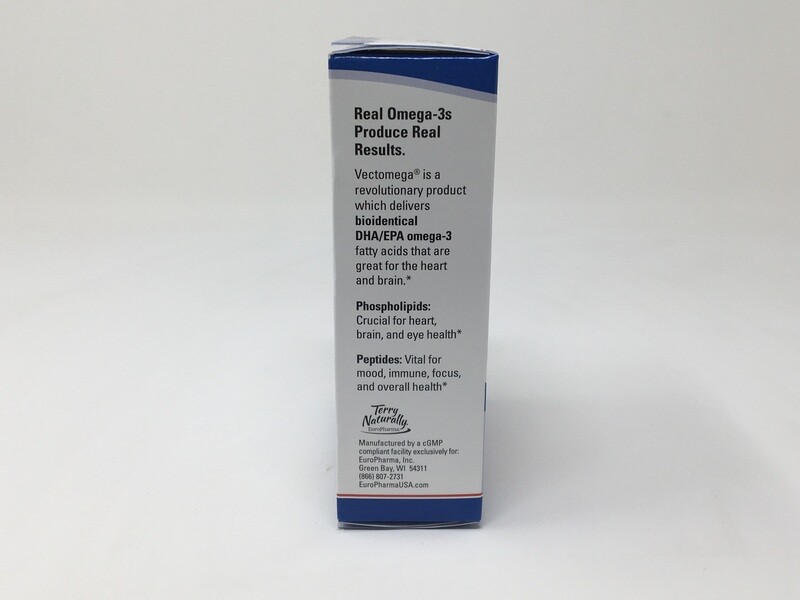 Real Omega-3s
Produce Real
Results.
Vectomega® is a
revolutionary product
which delivers
bioidentical
DHA/EPA omega-3
fatty acids that are
great for the heart
and brain.*
Phospholipids:
Crucial for heart,
brain, and eye health*
Peptides: Vital for
mood, immune, focus,
and overall health*
Terry
Naturally.
EuroPharma
Manufactured by a cGMP
compliant facility exclusively for:
EuroPharma, Inc.
Green Bay, WI 54311
(866) 807-2731
EuroPharmaUSA.com